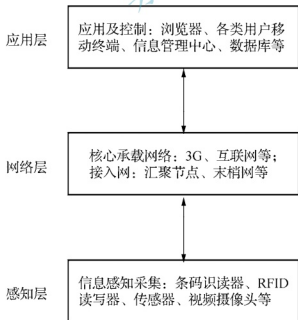 应用层
应用及控制：浏览器、各类用户移
动终端、信息管理中心、数据库等
网络层
核心承载网络：3G、互联网等；
接入网：汇聚节点、末梢网等
感知层
信息感知采集：条码识读器、RFID
读写器、传感器、视频摄像头等